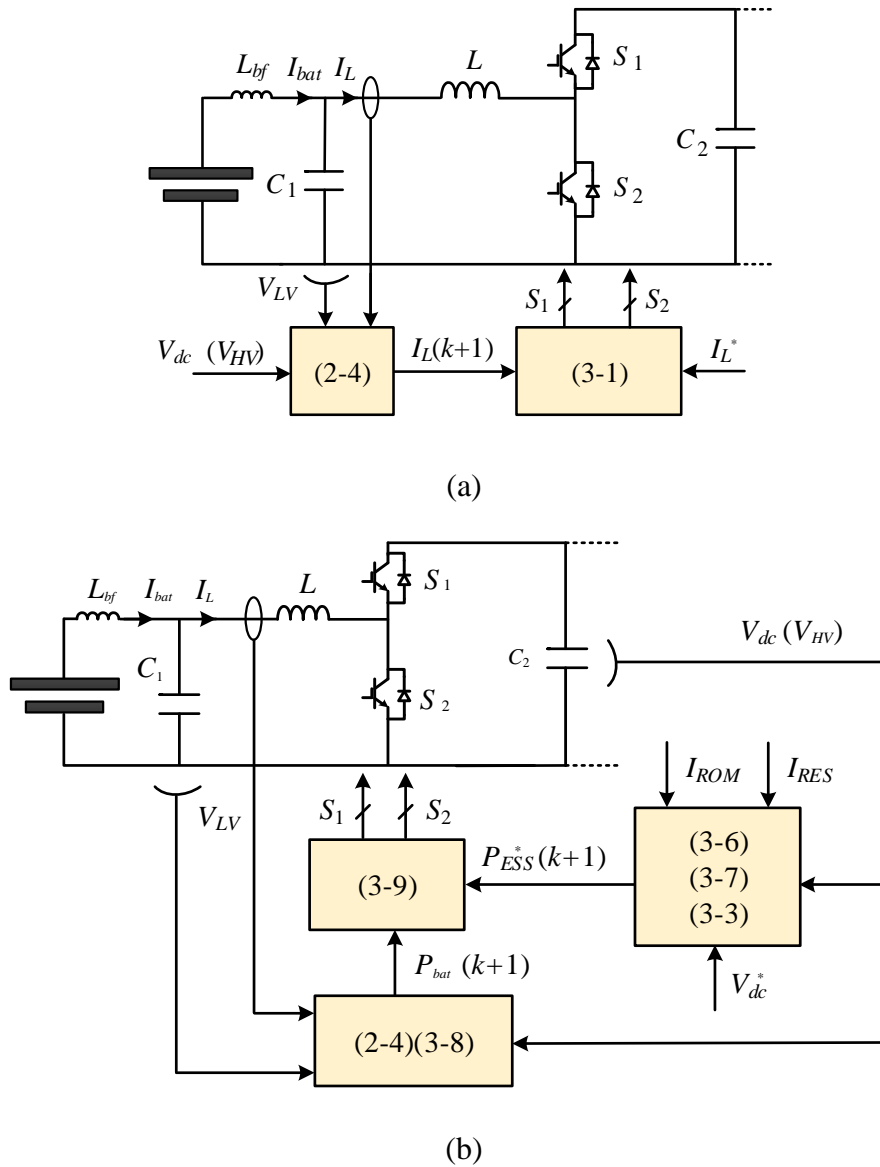 L_bf I_bat I_L L S_1
C_1 S_2 C_2
V_LV S_1 S_2
V_dc (V_HV) (2-4) I_L(k+1) (3-1) I_L^*
(a)
L_bf I_bat I_L L S_1
C_1 C_2 V_dc (V_HV)
S_2
V_LV S_1 S_2 I_ROM I_RES
(3-9) P_ESS^*(k+1) (3-6)
(3-7)
(3-3)
P_bat (k+1) V_dc^*
(2-4)(3-8)
(b)